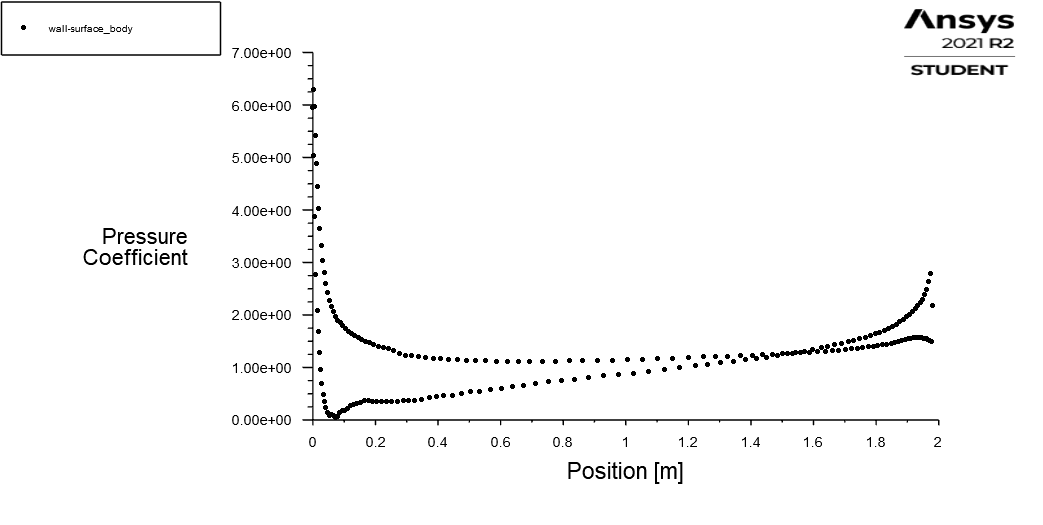 wall-surface_body
Ansys
2021 R2
STUDENT
7.00e+00
6.00e+00
5.00e+00
4.00e+00
Pressure
Coefficient
3.00e+00
2.00e+00
1.00e+00
0.00e+00
0 0.2 0.4 0.6 0.8 1 1.2 1.4 1.6 1.8 2
Position [m]